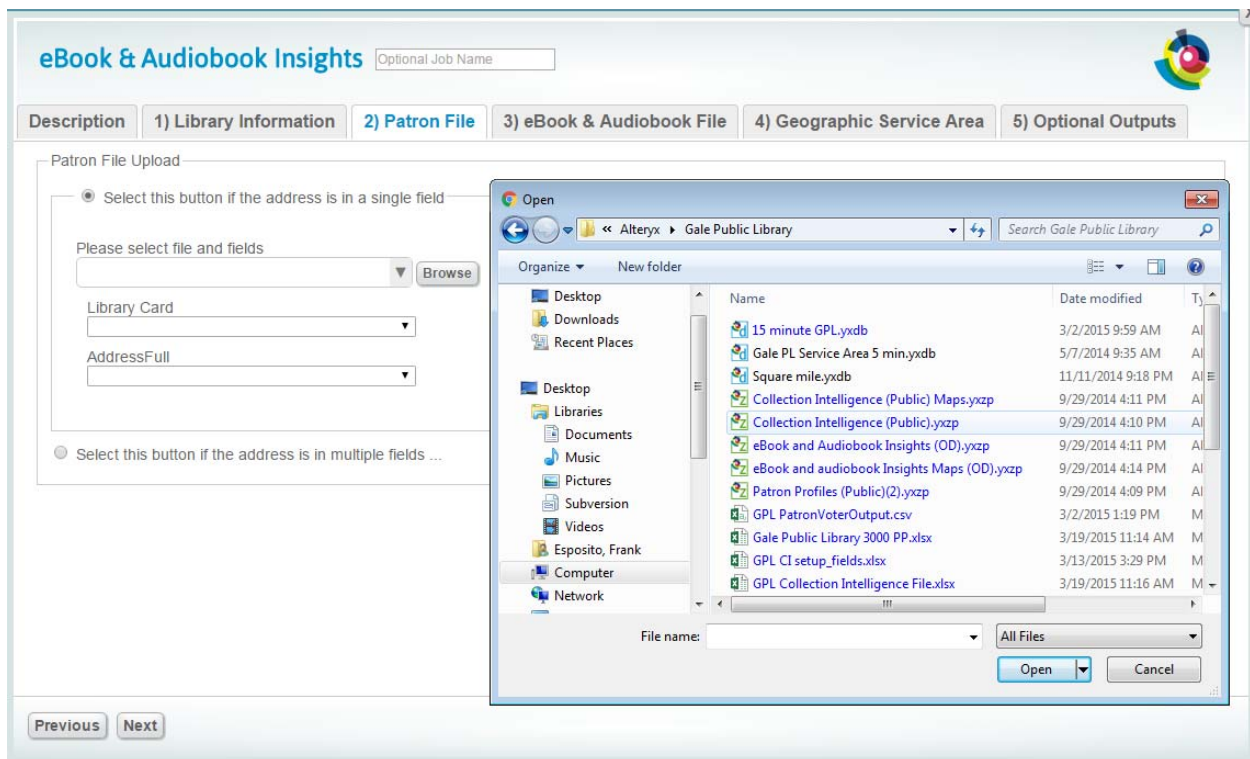 eBook & Audiobook Insights Optional Job Name
Description 1) Library Information 2) Patron File 3) eBook & Audiobook File 4) Geographic Service Area 5) Optional Outputs
Patron File Upload
Select this button if the address is in a single field
Please select file and fields
Browse
Library Card
AddressFull
Select this button if the address is in multiple fields ...
Previous Next
Open
« Alteryx Gale Public Library Search Gale Public Library
Organize New folder
Desktop
Downloads
Recent Places
Desktop
Libraries
Documents
Music
Pictures
Subversion
Videos
Esposito, Frank
Computer
Network
Name Date modified
15 minute GPL.yxdb 3/2/2015 9:59 AM
Gale PL Service Area 5 min.yxdb 5/7/2014 9:35 AM
Square mile.yxdb 11/11/2014 9:18 PM
Collection Intelligence (Public) Maps.yxzp 9/29/2014 4:11 PM
Collection Intelligence (Public).yxzp 9/29/2014 4:10 PM
eBook and Audiobook Insights (OD).yxzp 9/29/2014 4:11 PM
eBook and audiobook Insights Maps (OD).yxzp 9/29/2014 4:14 PM
Patron Profiles (Public)(2).yxzp 9/29/2014 4:09 PM
GPL PatronVoterOutput.csv 3/2/2015 1:19 PM
Gale Public Library 3000 PP.xlsx 3/19/2015 11:14 AM
GPL CI setup_fields.xlsx 3/13/2015 3:29 PM
GPL Collection Intelligence File.xlsx 3/19/2015 11:16 AM
File name: All Files
Open Cancel